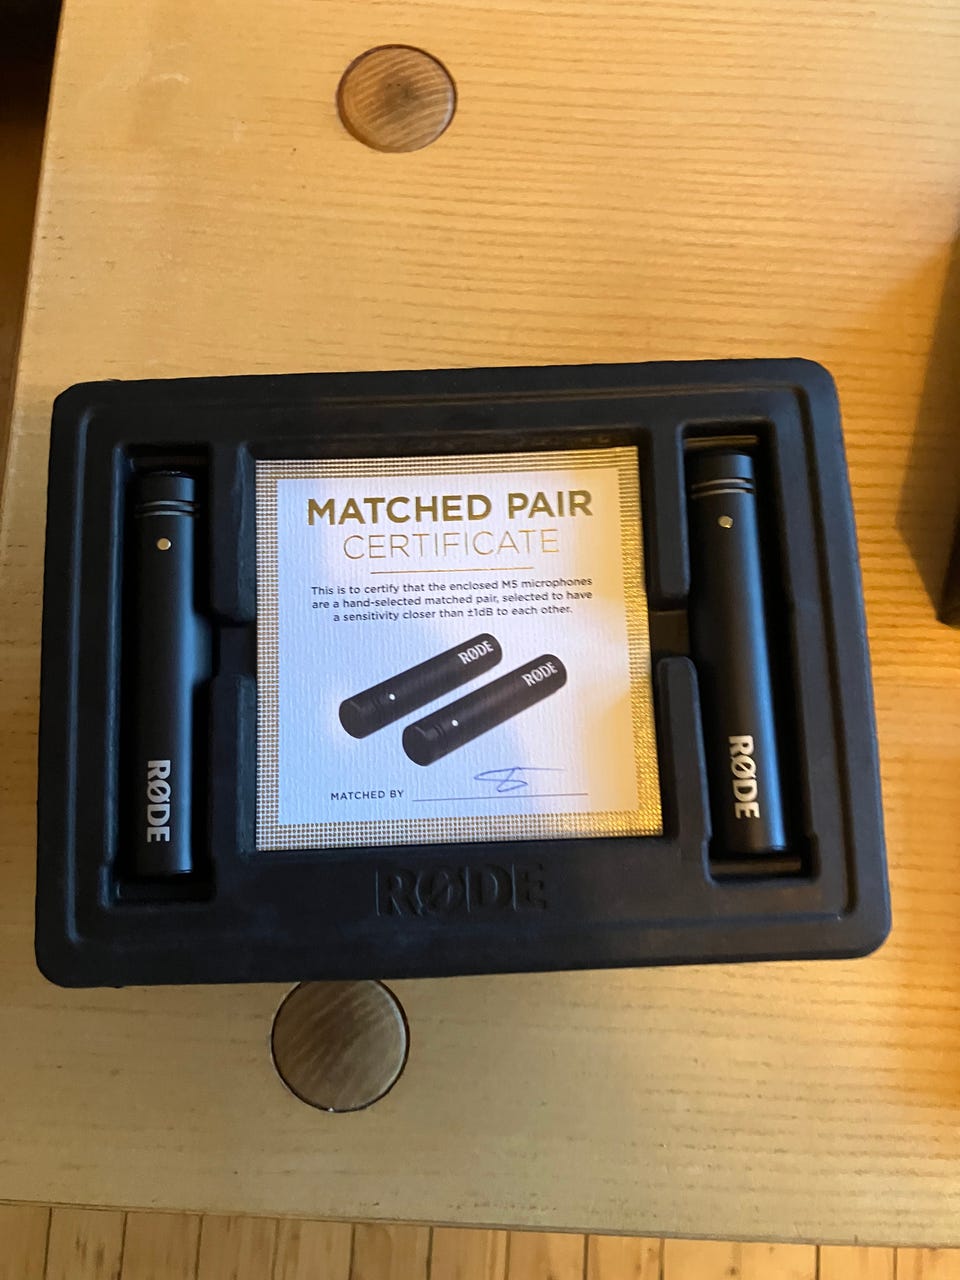 MATCHED PAIR
CERTIFICATE
This is to certify that the enclosed M5 microphones
are a hand-selected matched pair, selected to have
a sensitivity closer than ±1dB to each other.
RØDE
RØDE
MATCHED BY
RØDE
RØDE
RØDE